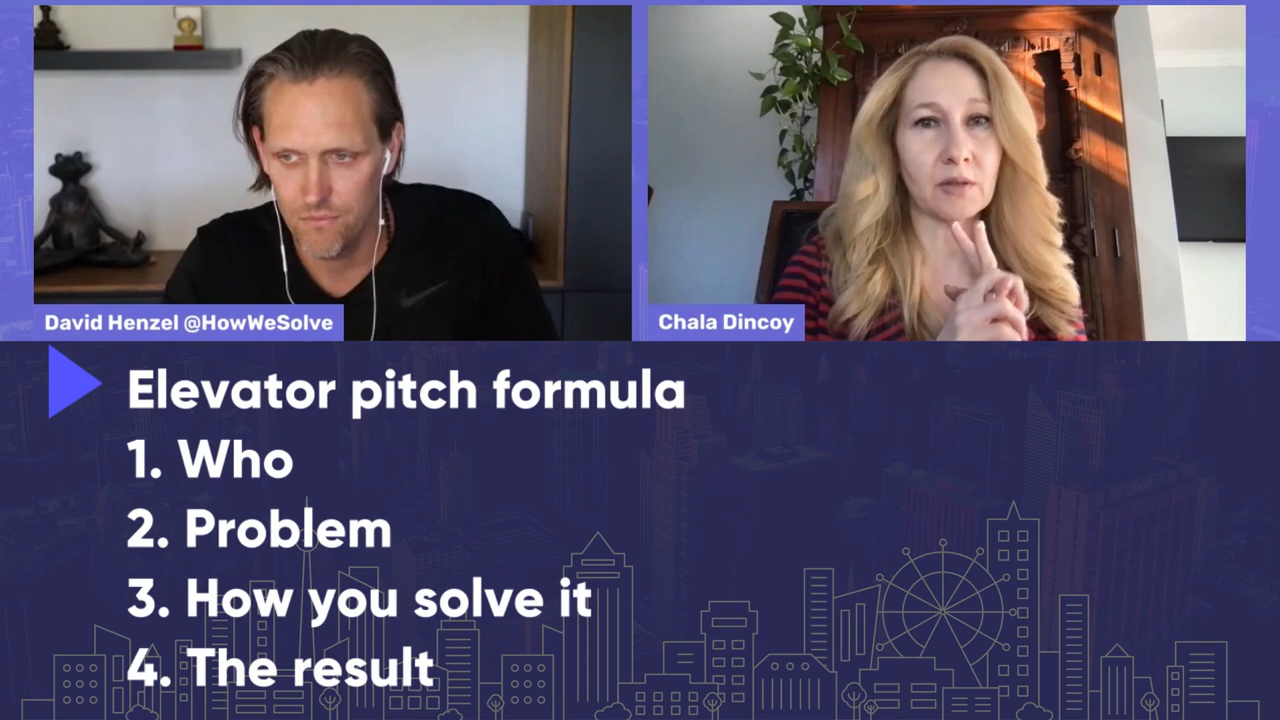 David Henzel @HowWeSolve
Chala Dincoy
Elevator pitch formula
1. Who
2. Problem
3. How you solve it
4. The result